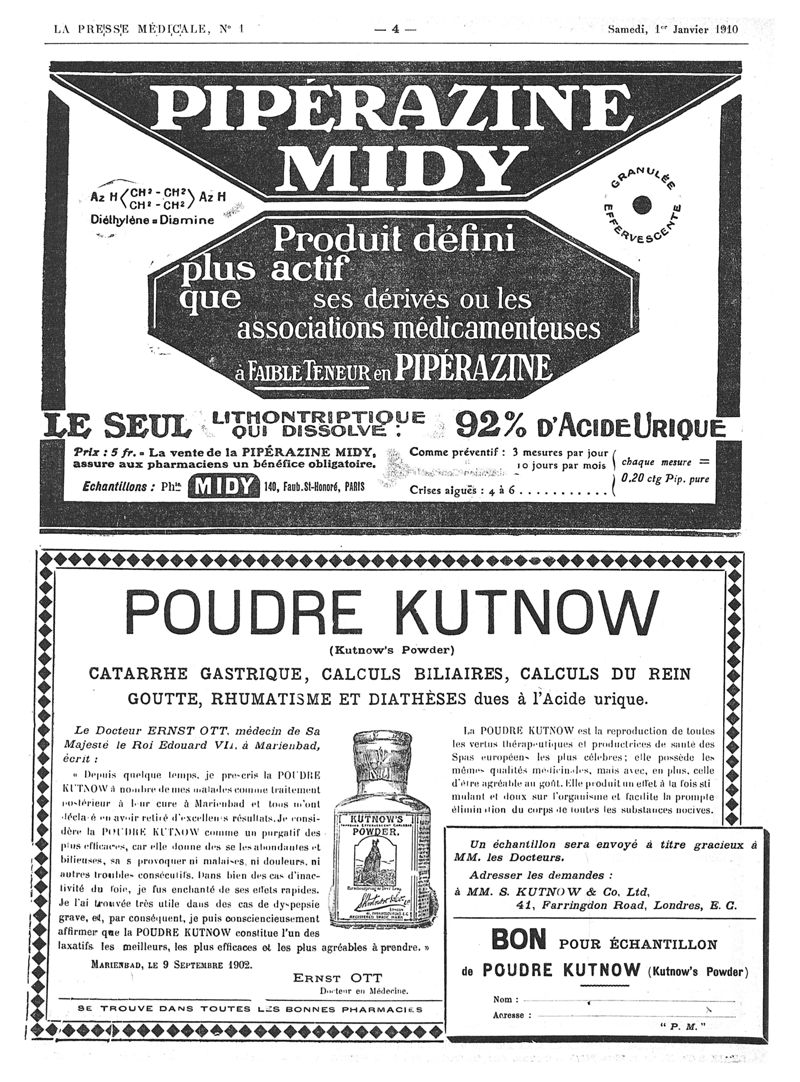 LA PRESSE MÉDICALE, N° 1
— 4 —
Samedi, 1er Janvier 1910
PIPÉRAZINE
MIDY
Az H CH² - CH² Az H
CH² - CH²
Diéthylène = Diamine
GRANULÉE
EFFERVESCENTE
Produit défini
plus actif
que ses dérivés ou les
associations médicamenteuses
à FAIBLE TENEUR en PIPÉRAZINE
LE SEUL LITHONTRIPTIQUE
QUI DISSOLVE : 92% D'ACIDE URIQUE
Prix : 5 fr. - La vente de la PIPÉRAZINE MIDY,
assure aux pharmaciens un bénéfice obligatoire.
Echantillons : Phie MIDY 140, Faub. St-Honoré, PARIS
Comme préventif : 3 mesures par jour
10 jours par mois
Crises aiguës : 4 à 6 . . . . . . . . . . .
chaque mesure =
0.20 ctg Pip. pure
POUDRE KUTNOW
(Kutnow's Powder)
CATARRHE GASTRIQUE, CALCULS BILIAIRES, CALCULS DU REIN
GOUTTE, RHUMATISME ET DIATHÈSES dues à l'Acide urique.
Le Docteur ERNST OTT. médecin de Sa
Majesté le Roi Edouard VII. à Marienbad,
écrit :
« Depuis quelque temps, je prescris la POUDRE
KUTNOW à nombre de mes malades comme traitement
postérieur à leur cure à Marienbad et tous m'ont
déclaré en avoir retiré d'excellents résultats. Je consi-
dère la POUDRE KUTNOW comme un purgatif des
plus efficaces, car elle donne des selles abondantes et
bilieuses, sans provoquer ni malaises, ni douleurs, ni
autres troubles consécutifs. Dans bien des cas d'inac-
tivité du foie, je fus enchanté de ses effets rapides.
Je l'ai trouvée très utile dans des cas de dyspepsie
grave, et, par conséquent, je puis consciencieusement
affirmer que la POUDRE KUTNOW constitue l'un des
laxatifs les meilleurs, les plus efficaces et les plus agréables à prendre. »
MARIENBAD, LE 9 SEPTEMBRE 1902.
ERNST OTT
Docteur en Médecine.
SE TROUVE DANS TOUTES LES BONNES PHARMACIES
KUTNOW'S
POWDER.
La POUDRE KUTNOW est la reproduction de toutes
les vertus thérapeutiques et productrices de santé des
Spas européens les plus célèbres ; elle possède les
mêmes qualités médicinales, mais avec, en plus, celle
d'être agréable au goût. Elle produit un effet à la fois sti
mulant et doux sur l'organisme et facilite la prompte
élimination du corps de toutes les substances nocives.
Un échantillon sera envoyé à titre gracieux à
MM. les Docteurs.
Adresser les demandes :
à MM. S. KUTNOW & Co. Ltd,
41, Farringdon Road, Londres, E. C.
BON POUR ÉCHANTILLON
de POUDRE KUTNOW (Kutnow's Powder)
Nom :
Adresse :
" P. M. "